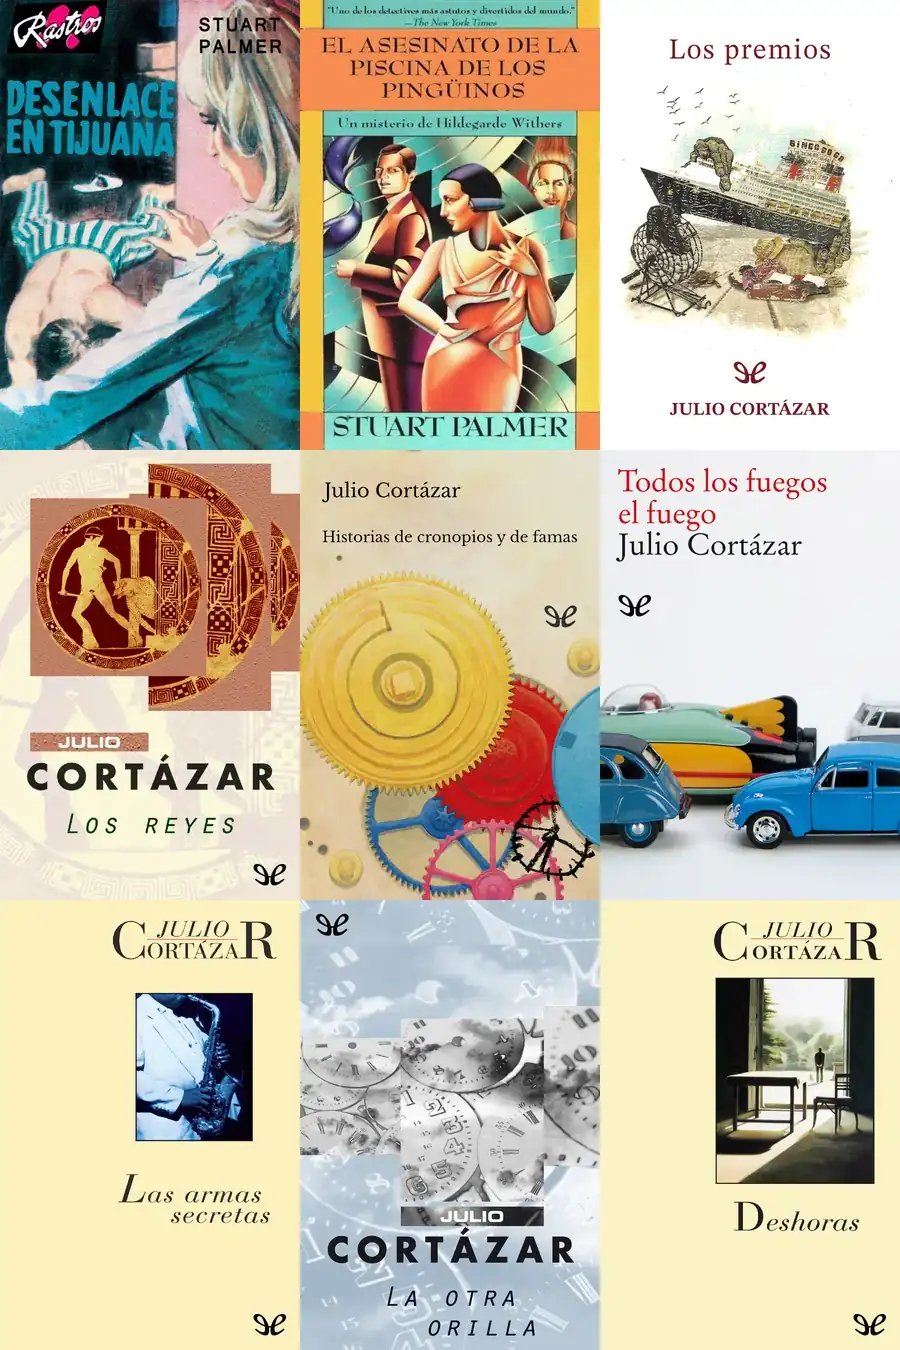 Rastros
STUART
PALMER
DESENLACE
EN TIJUANA
"Uno de los detectives más astutos y divertidos del mundo."
—The New York Times
EL ASESINATO DE LA
PISCINA DE LOS
PINGÜINOS
Un misterio de Hildegarde Withers
STUART PALMER
Los premios
JULIO CORTÁZAR
JULIO
CORTÁZAR
LOS REYES
Julio Cortázar
Historias de cronopios y de famas
Todos los fuegos
el fuego
Julio Cortázar
JULIO
CORTÁZAR
Las armas
secretas
JULIO
CORTÁZAR
LA OTRA
ORILLA
JULIO
CORTÁZAR
Deshoras